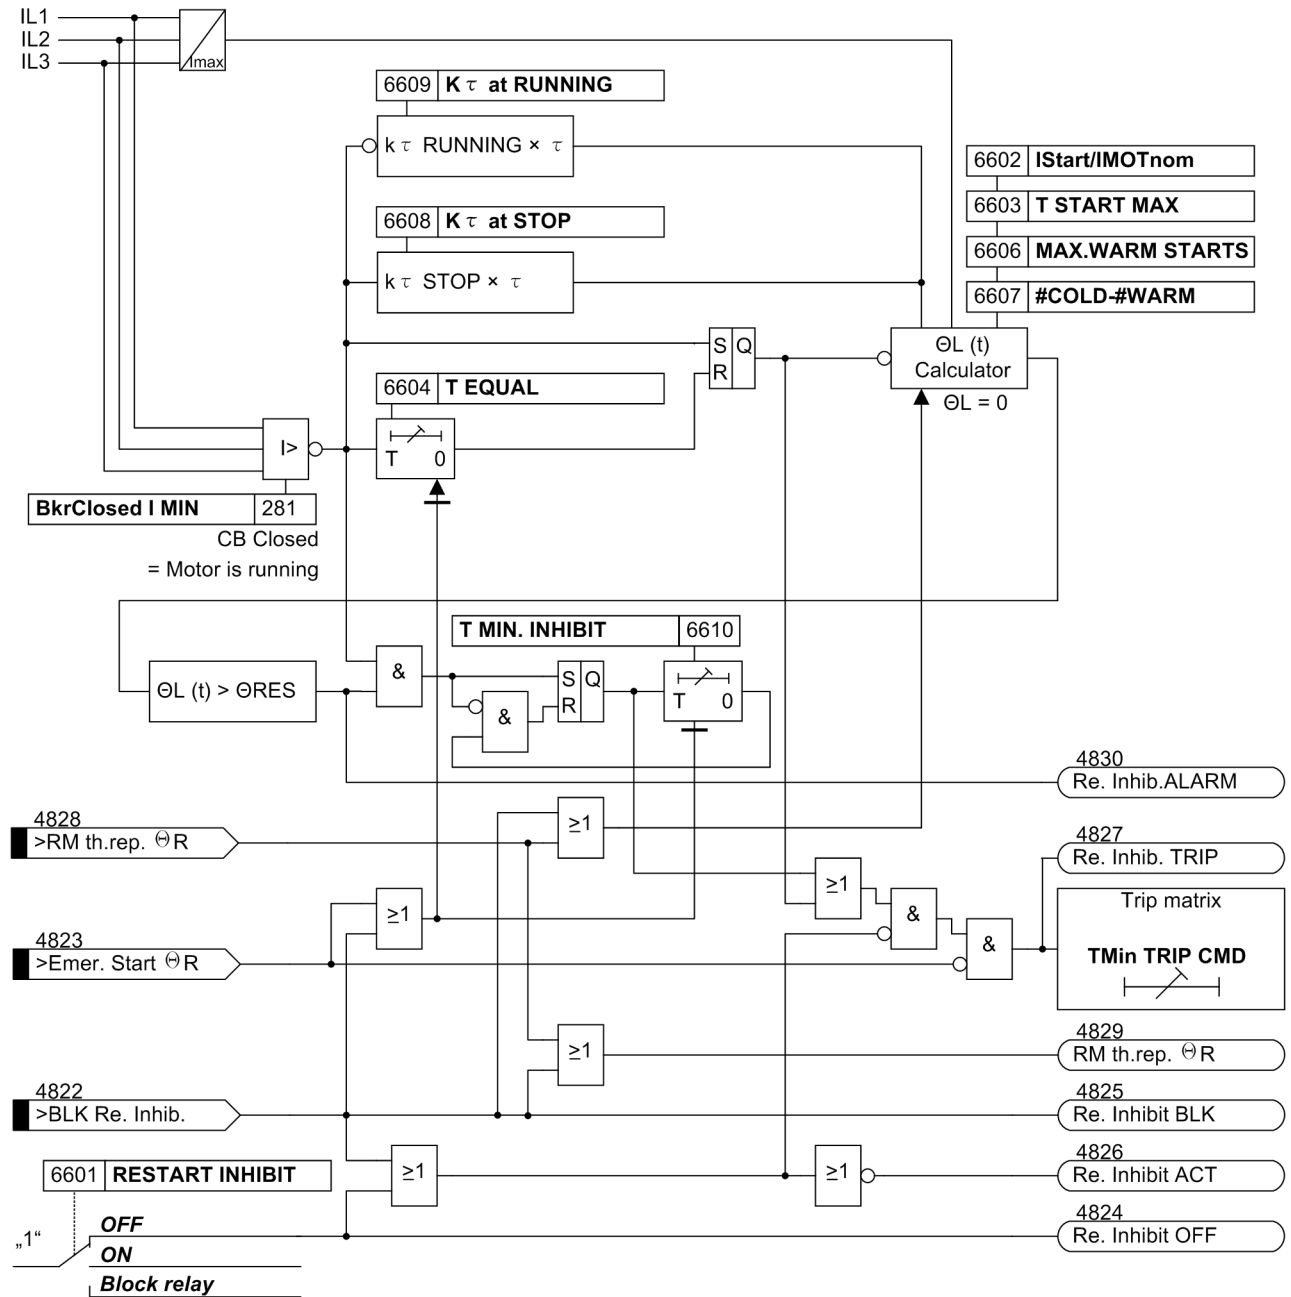 IL1
IL2
IL3
Imax
6609 K τ at RUNNING
k τ RUNNING × τ
6602 IStart/IMOTnom
6603 T START MAX
6608 K τ at STOP
6606 MAX.WARM STARTS
k τ STOP × τ
6607 #COLD-#WARM
S Q
R
ΘL (t)
Calculator
ΘL = 0
6604 T EQUAL
T 0
I>
BkrClosed I MIN 281
CB Closed
= Motor is running
T MIN. INHIBIT 6610
&
ΘL (t) > ΘRES
S Q
R
&
T 0
4830
Re. Inhib.ALARM
4828
>RM th.rep. ΘR
≥1
4827
Re. Inhib. TRIP
≥1
Trip matrix
≥1
&
4823
>Emer. Start ΘR
&
TMin TRIP CMD
4829
RM th.rep. ΘR
≥1
4822
>BLK Re. Inhib.
4825
Re. Inhibit BLK
4826
Re. Inhibit ACT
≥1
≥1
6601 RESTART INHIBIT
4824
Re. Inhibit OFF
„1“
OFF
ON
Block relay